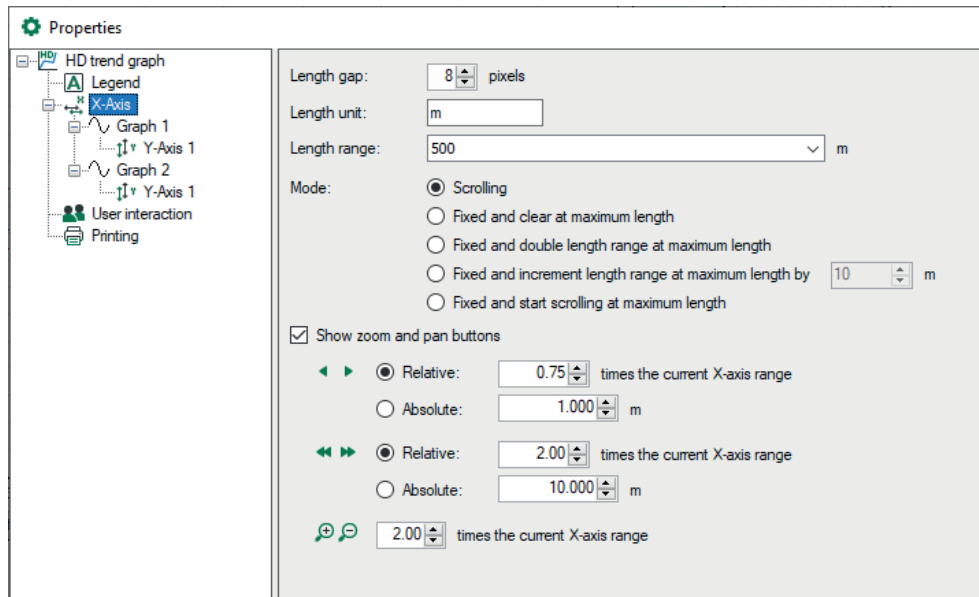 Properties
HD trend graph
Legend
X-Axis
Graph 1
Y-Axis 1
Graph 2
Y-Axis 1
User interaction
Printing
Length gap: 8 pixels
Length unit: m
Length range: 500 m
Mode: Scrolling
Fixed and clear at maximum length
Fixed and double length range at maximum length
Fixed and increment length range at maximum length by 10 m
Fixed and start scrolling at maximum length
Show zoom and pan buttons
Relative: 0.75 times the current X-axis range
Absolute: 1.000 m
Relative: 2.00 times the current X-axis range
Absolute: 10.000 m
2.00 times the current X-axis range